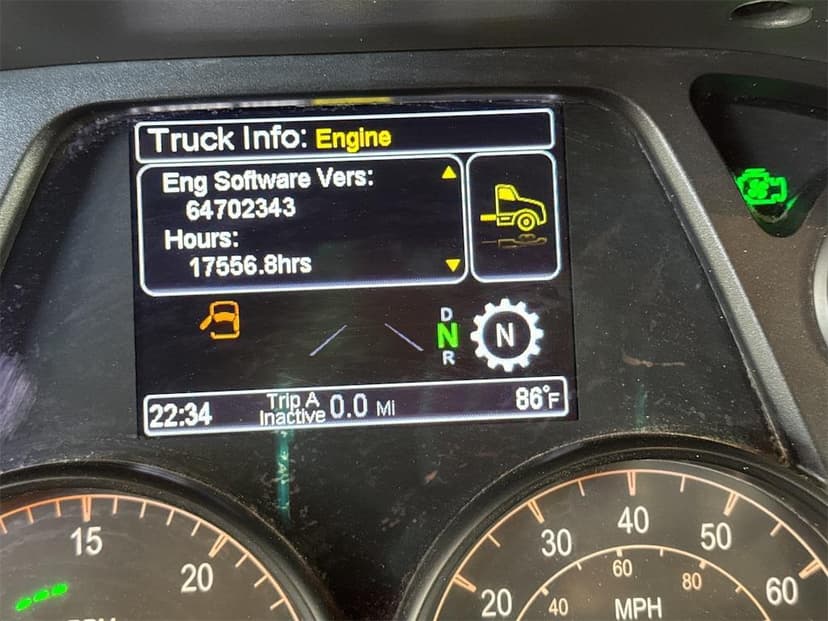 Truck Info: Engine
Eng Software Vers:
64702343
Hours:
17556.8hrs
D
N
R
N
22:34
Trip A
Inactive
0.0 Mi
86°F
15
20
20
30
40
50
60
40
60
80
MPH